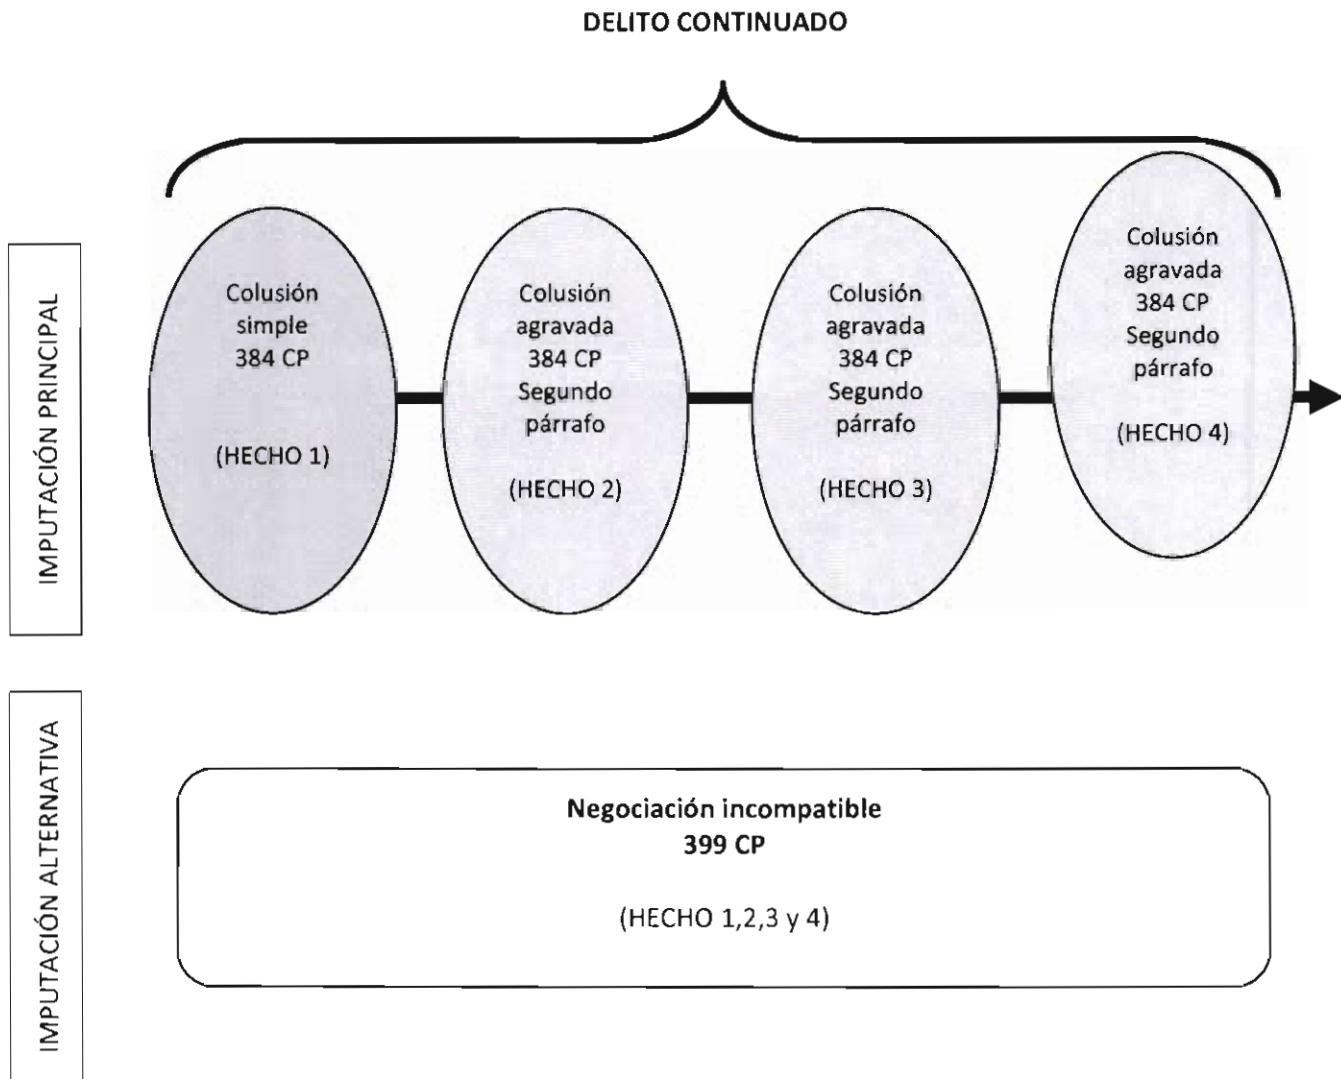 DELITO CONTINUADO
IMPUTACIÓN PRINCIPAL
Colusión
simple
384 CP
(HECHO 1)
Colusión
agravada
384 CP
Segundo
párrafo
(HECHO 2)
Colusión
agravada
384 CP
Segundo
párrafo
(HECHO 3)
Colusión
agravada
384 CP
Segundo
párrafo
(HECHO 4)
IMPUTACIÓN ALTERNATIVA
Negociación incompatible
399 CP
(HECHO 1,2,3 y 4)